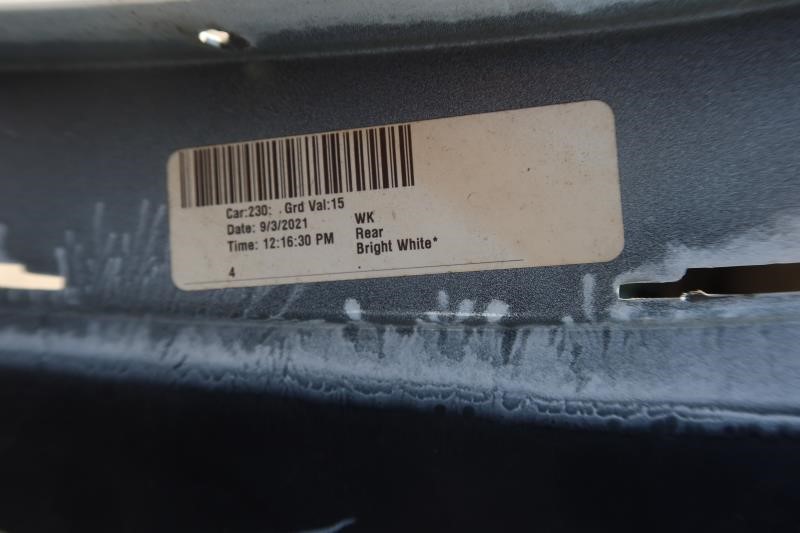 Car:230: . Grd Val:15
Date: 9/3/2021 WK
Time: 12:16:30 PM Rear
Bright White*
4